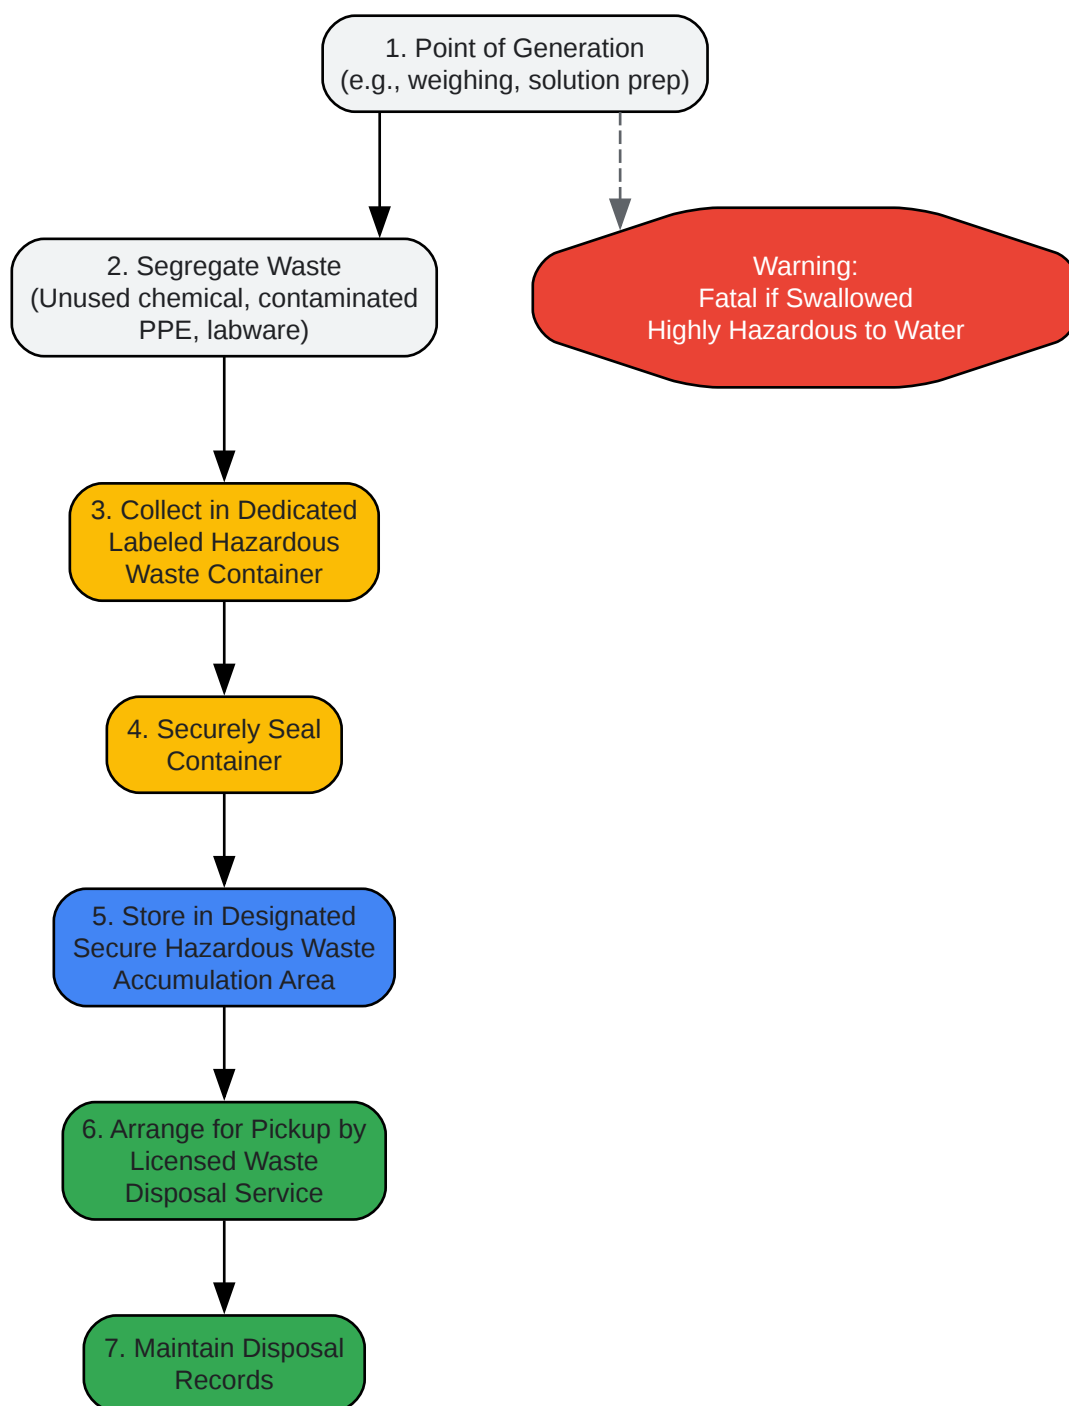 1. Point of Generation
(e.g., weighing, solution prep)
Warning:
Fatal if Swallowed
Highly Hazardous to Water
2. Segregate Waste
(Unused chemical, contaminated
PPE, labware)
3. Collect in Dedicated
Labeled Hazardous
Waste Container
4. Securely Seal
Container
5. Store in Designated
Secure Hazardous Waste
Accumulation Area
6. Arrange for Pickup by
Licensed Waste
Disposal Service
7. Maintain Disposal
Records